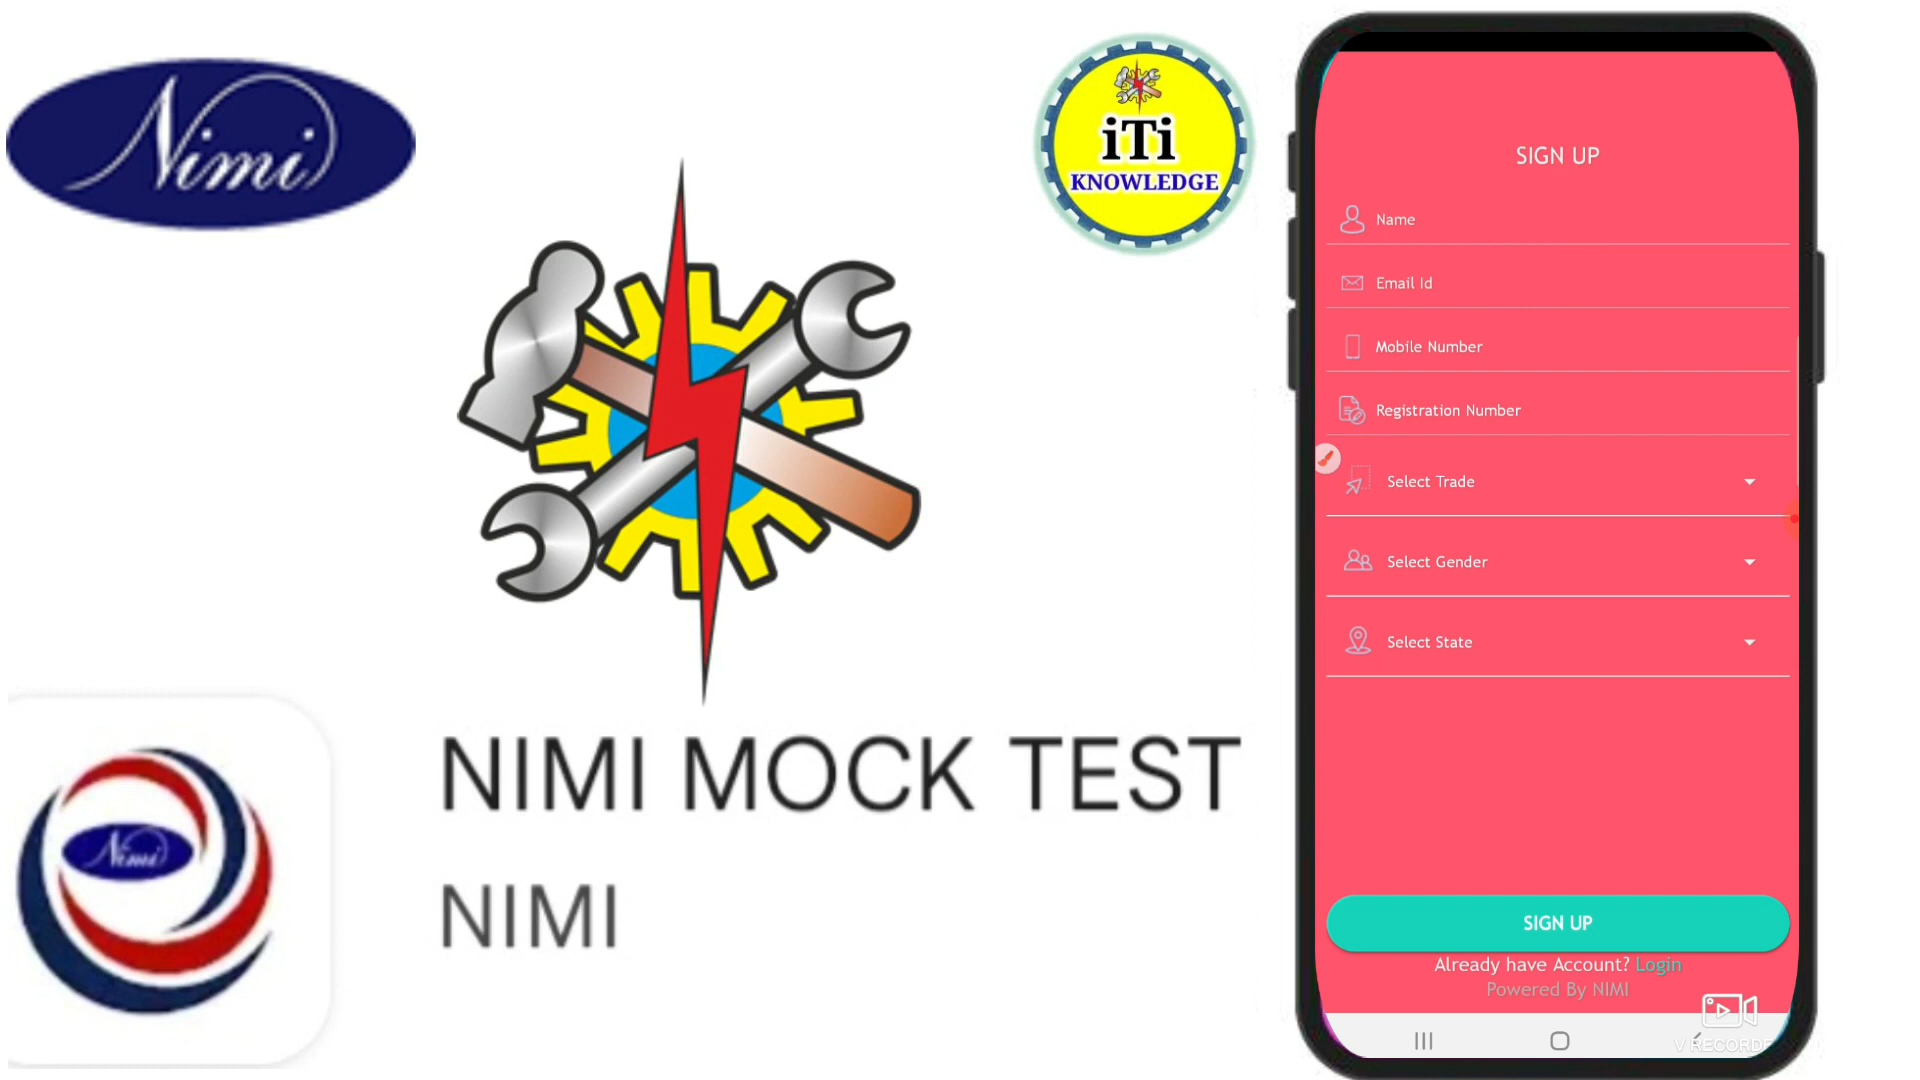 Nimi
iTi
KNOWLEDGE
NIMI MOCK TEST
NIMI
Nimi
SIGN UP
Name
Email Id
Mobile Number
Registration Number
Select Trade
Select Gender
Select State
SIGN UP
Already have Account? Login
Powered By NIMI
V RECORDE